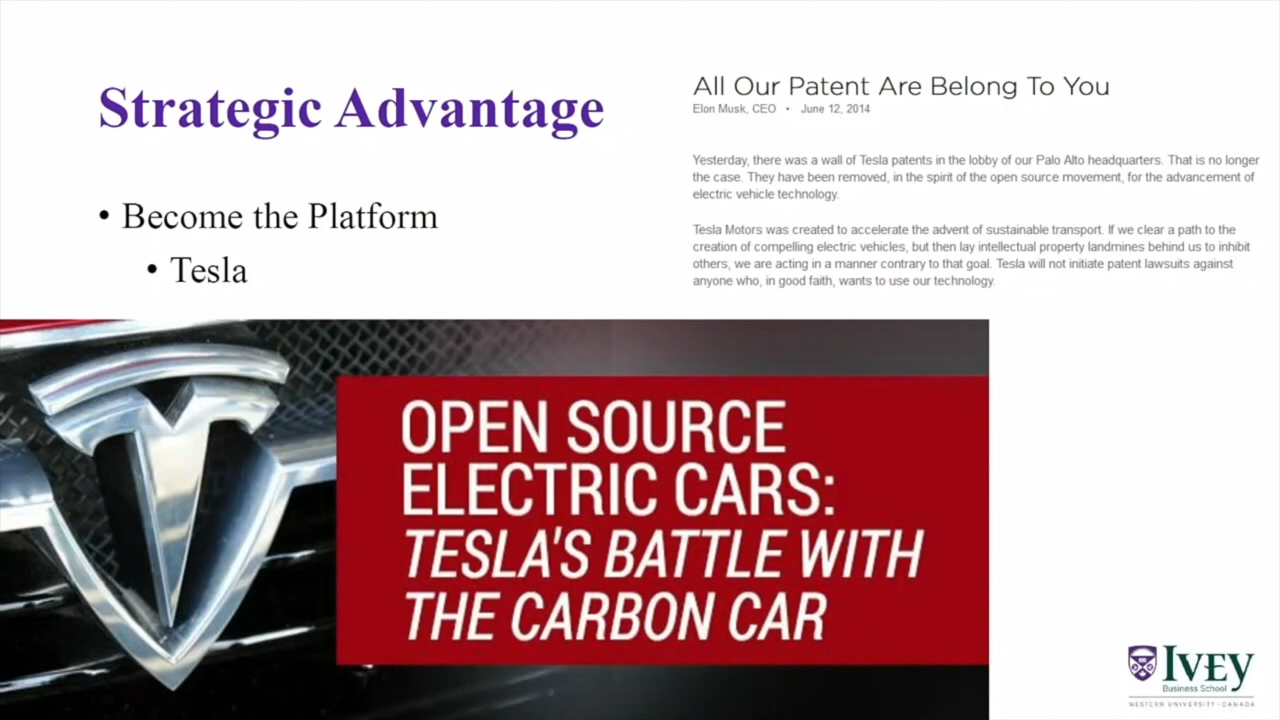 Strategic Advantage
• Become the Platform
• Tesla
All Our Patent Are Belong To You
Elon Musk, CEO • June 12, 2014
Yesterday, there was a wall of Tesla patents in the lobby of our Palo Alto headquarters. That is no longer
the case. They have been removed, in the spirit of the open source movement, for the advancement of
electric vehicle technology.
Tesla Motors was created to accelerate the advent of sustainable transport. If we clear a path to the
creation of compelling electric vehicles, but then lay intellectual property landmines behind us to inhibit
others, we are acting in a manner contrary to that goal. Tesla will not initiate patent lawsuits against
anyone who, in good faith, wants to use our technology.
OPEN SOURCE
ELECTRIC CARS:
TESLA'S BATTLE WITH
THE CARBON CAR
IVEY
Business School
WESTERN UNIVERSITY · CANADA